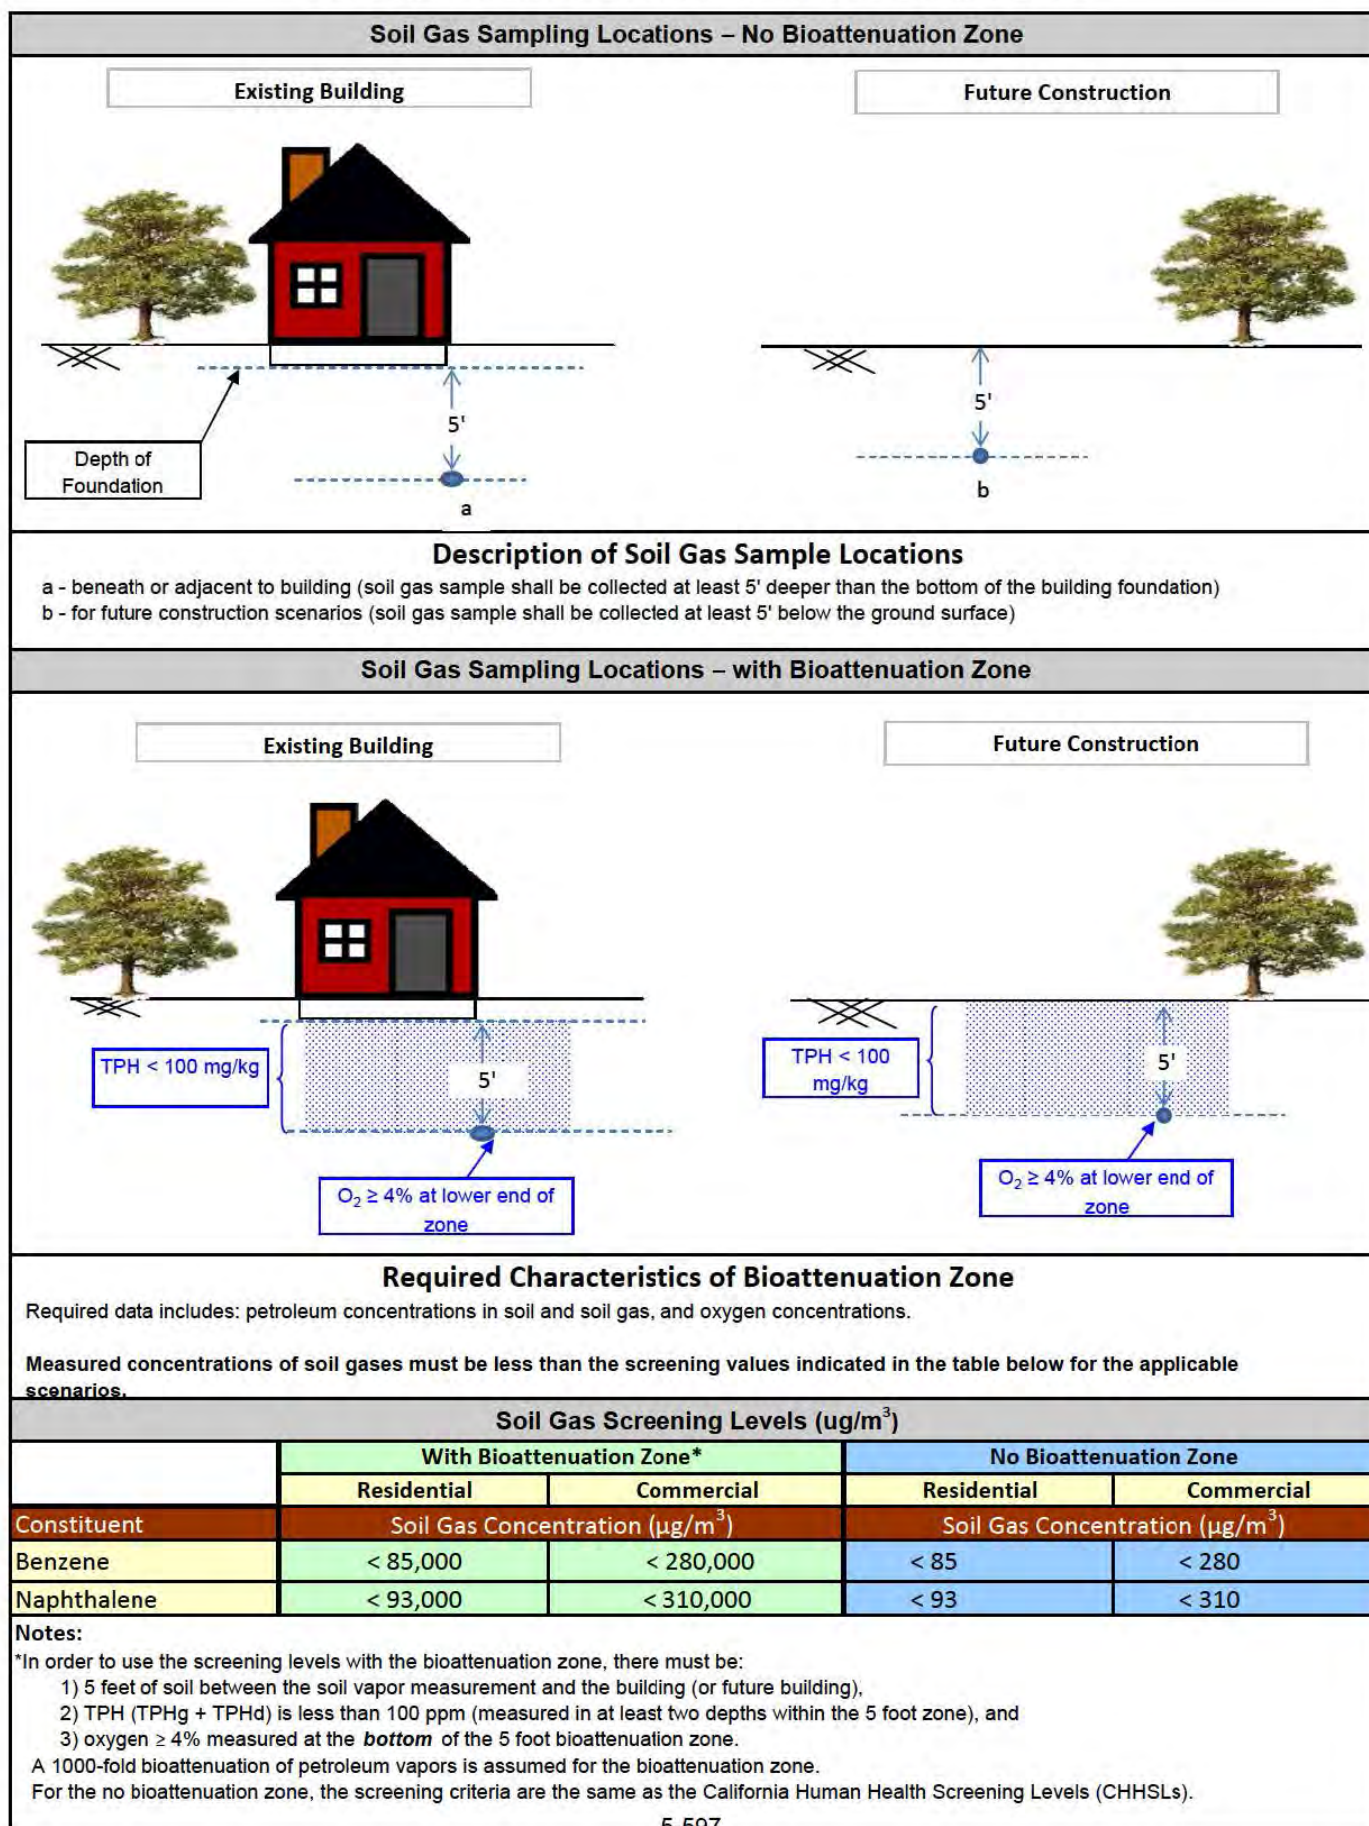 Soil Gas Sampling Locations – No Bioattenuation Zone
Existing Building
Future Construction
5'
5'
Depth of
Foundation
a
b
Description of Soil Gas Sample Locations
a - beneath or adjacent to building (soil gas sample shall be collected at least 5' deeper than the bottom of the building foundation)
b - for future construction scenarios (soil gas sample shall be collected at least 5' below the ground surface)
Soil Gas Sampling Locations – with Bioattenuation Zone
Existing Building
Future Construction
TPH < 100 mg/kg
5'
TPH < 100
mg/kg
5'
O₂ ≥ 4% at lower end of
zone
O₂ ≥ 4% at lower end of
zone
Required Characteristics of Bioattenuation Zone
Required data includes: petroleum concentrations in soil and soil gas, and oxygen concentrations.
Measured concentrations of soil gases must be less than the screening values indicated in the table below for the applicable
scenarios.
Soil Gas Screening Levels (ug/m³)
With Bioattenuation Zone* No Bioattenuation Zone
Residential Commercial Residential Commercial
Constituent Soil Gas Concentration (µg/m³) Soil Gas Concentration (µg/m³)
Benzene < 85,000 < 280,000 < 85 < 280
Naphthalene < 93,000 < 310,000 < 93 < 310
Notes:
*In order to use the screening levels with the bioattenuation zone, there must be:
1) 5 feet of soil between the soil vapor measurement and the building (or future building),
2) TPH (TPHg + TPHd) is less than 100 ppm (measured in at least two depths within the 5 foot zone), and
3) oxygen ≥ 4% measured at the bottom of the 5 foot bioattenuation zone.
A 1000-fold bioattenuation of petroleum vapors is assumed for the bioattenuation zone.
For the no bioattenuation zone, the screening criteria are the same as the California Human Health Screening Levels (CHHSLs).
5-597